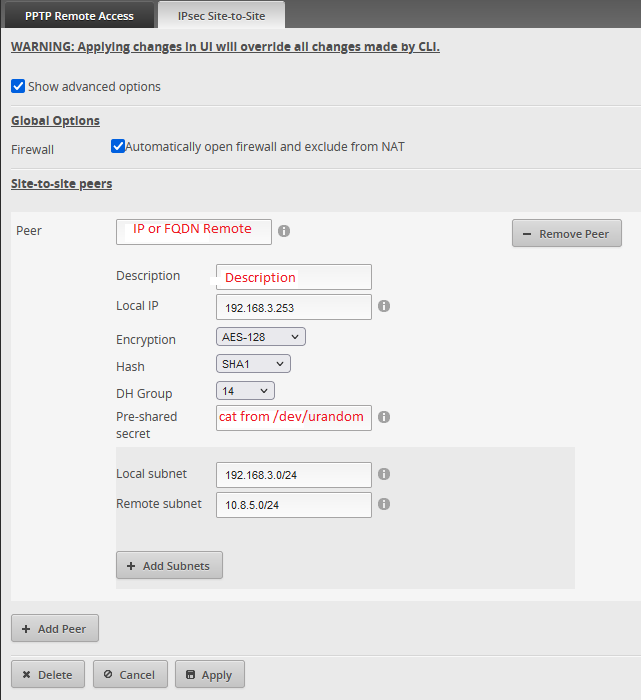 PPTP Remote Access
IPsec Site-to-Site
WARNING: Applying changes in UI will override all changes made by CLI.
Show advanced options
Global Options
Firewall
Automatically open firewall and exclude from NAT
Site-to-site peers
Peer
IP or FQDN Remote
Remove Peer
Description
Description
Local IP
192.168.3.253
Encryption
AES-128
Hash
SHA1
DH Group
14
Pre-shared
secret
cat from /dev/urandom
Local subnet
192.168.3.0/24
Remote subnet
10.8.5.0/24
+ Add Subnets
+ Add Peer
Delete
Cancel
Apply